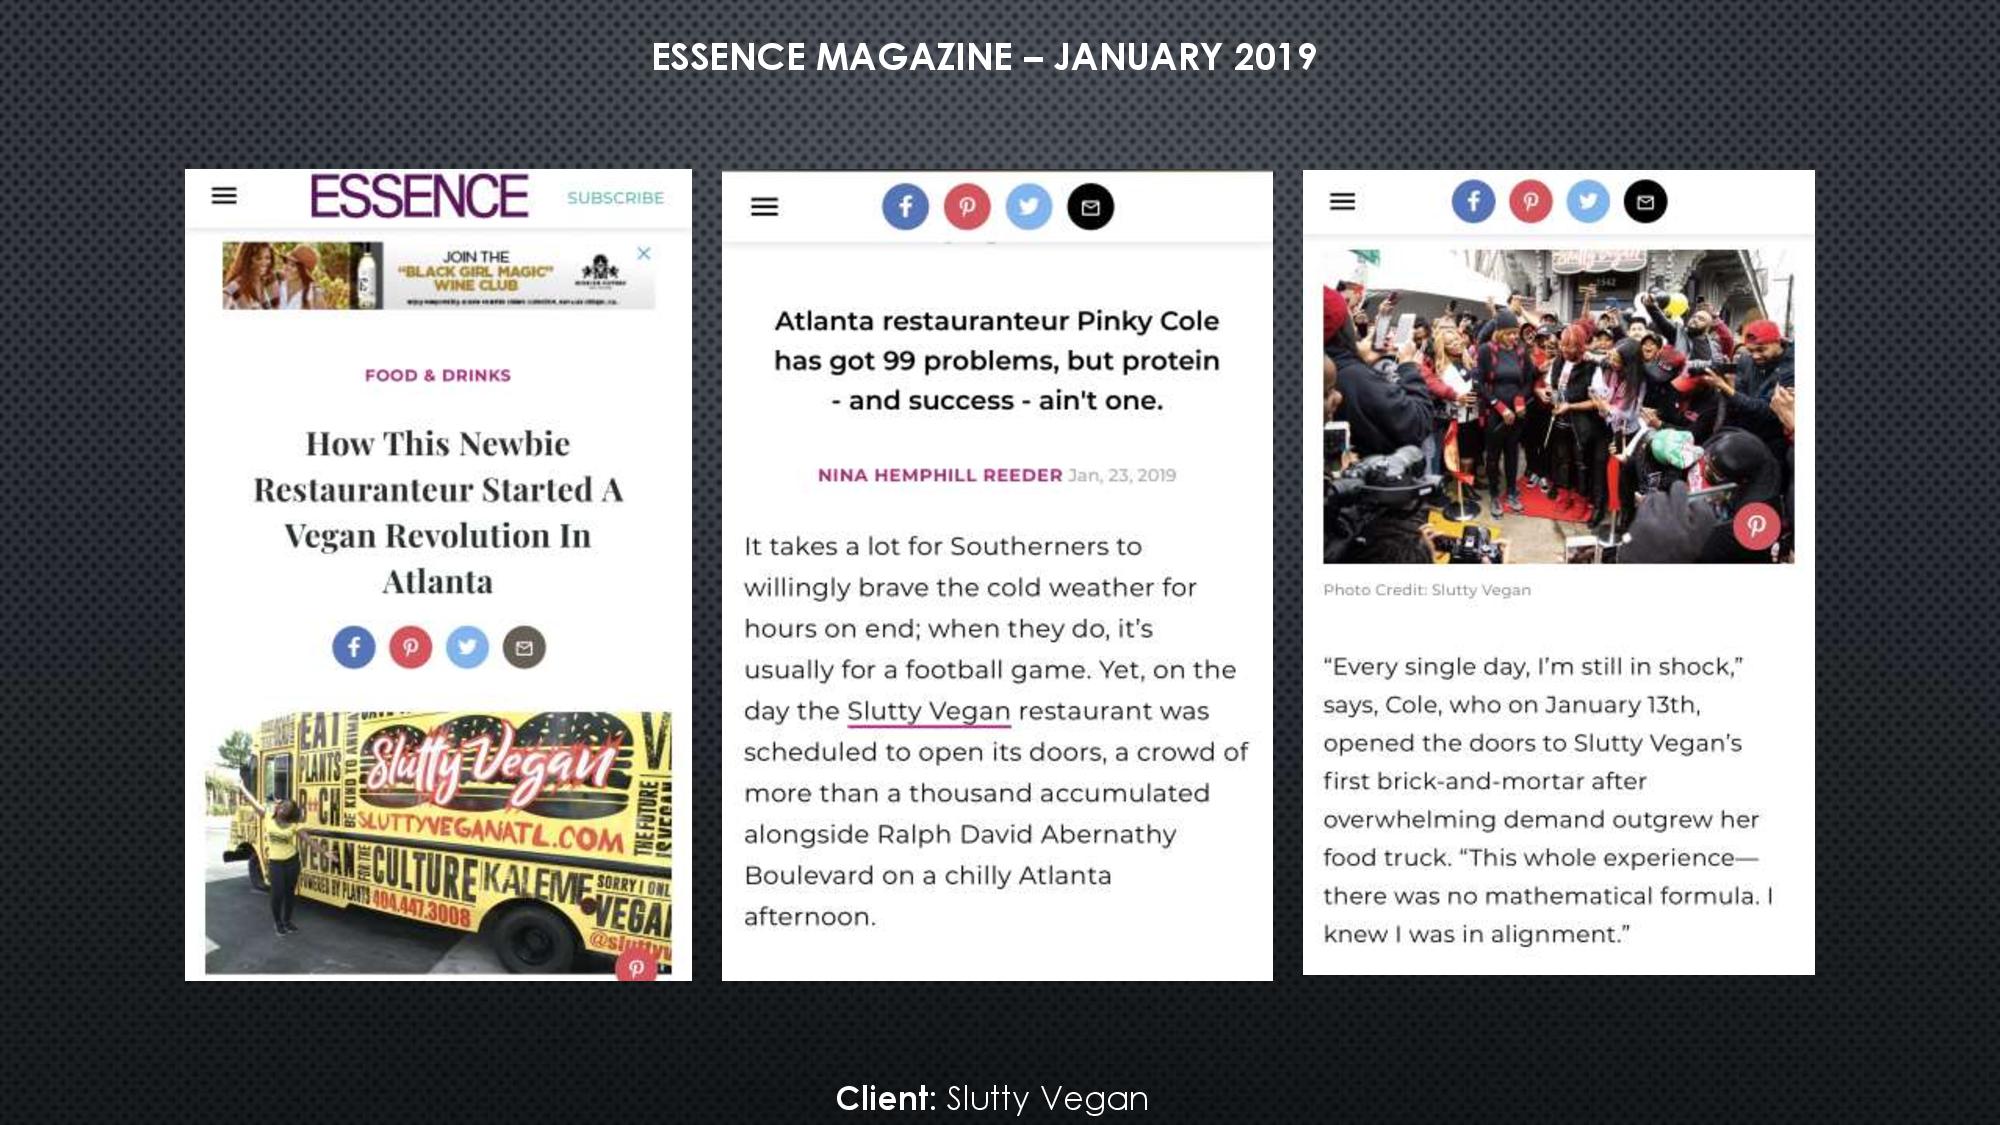 ESSENCE MAGAZINE – JANUARY 2019
ESSENCE
SUBSCRIBE
JOIN THE
"BLACK GIRL MAGIC"
WINE CLUB
FOOD & DRINKS
How This Newbie
Restauranteur Started A
Vegan Revolution In
Atlanta
EAT
PLANTS
B**CH
BE KIND TO
Slutty Vegan
SLUTTYVEGANATL.COM
THE FUTURE
IS VEGAN
VEGAN
FOR THE
CULTURE
POWERED BY PLANTS
404.447.3008
KALEME
SORRY I ONL
VEGAN
@slutty
Atlanta restauranteur Pinky Cole
has got 99 problems, but protein
- and success - ain't one.
NINA HEMPHILL REEDER Jan, 23, 2019
It takes a lot for Southerners to
willingly brave the cold weather for
hours on end; when they do, it’s
usually for a football game. Yet, on the
day the Slutty Vegan restaurant was
scheduled to open its doors, a crowd of
more than a thousand accumulated
alongside Ralph David Abernathy
Boulevard on a chilly Atlanta
afternoon.
1542
Photo Credit: Slutty Vegan
“Every single day, I’m still in shock,”
says, Cole, who on January 13th,
opened the doors to Slutty Vegan’s
first brick-and-mortar after
overwhelming demand outgrew her
food truck. “This whole experience—
there was no mathematical formula. I
knew I was in alignment.”
Client: Slutty Vegan